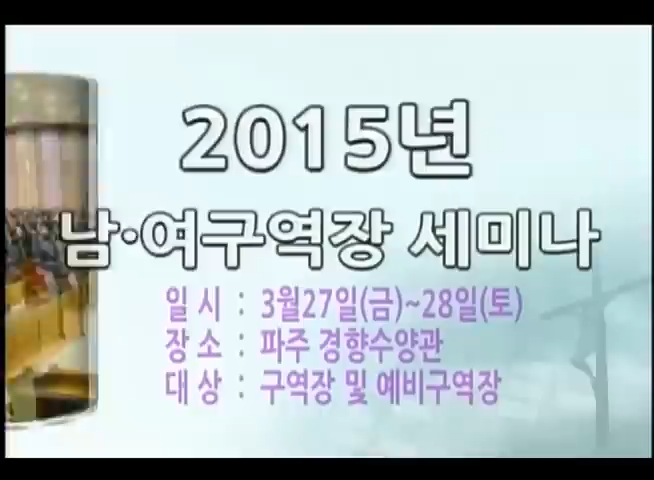 2015년
남·여구역장 세미나
일 시 : 3월27일(금)~28일(토)
장 소 : 파주 경향수양관
대 상 : 구역장 및 예비구역장